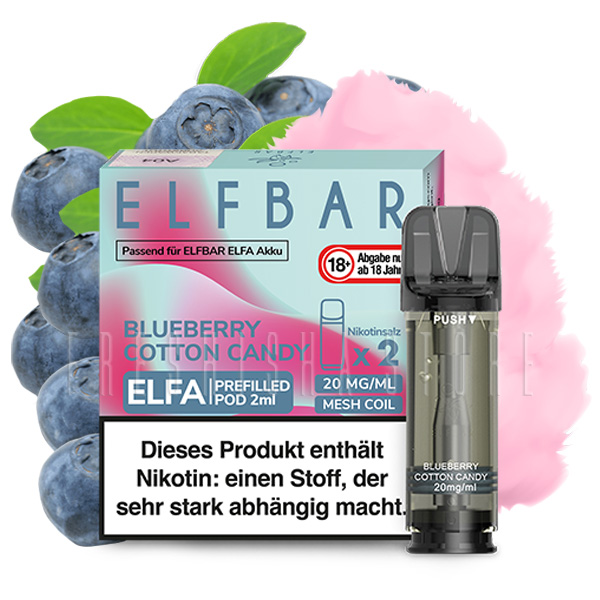 A04
ELFBAR
ELFBAR
Passend für ELFBAR ELFA Akku
18+
Abgabe nu
ab 18 Jahr
BLUEBERRY
COTTON CANDY
Nikotinsalz
x 2
ELFA PREFILLED
POD 2ml
20 MG/ML
MESH COIL
Dieses Produkt enthält
Nikotin: einen Stoff, der
sehr stark abhängig macht.
PUSH▼
BLUEBERRY
COTTON CANDY
20mg/ml